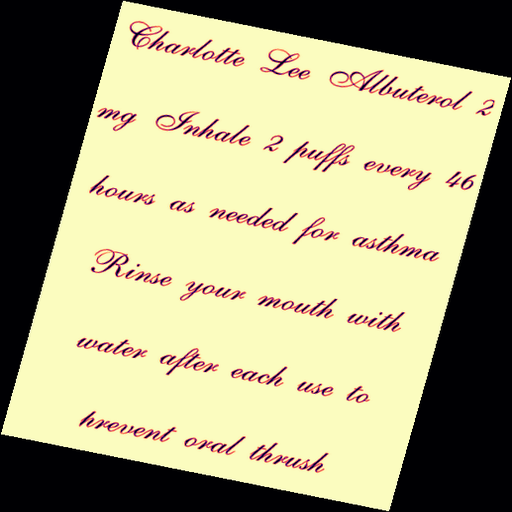 Charlotte Lee Albuterol 2
mg Inhale 2 puffs every 46
hours as needed for asthma
Rinse your mouth with
water after each use to
hrevent oral thrush